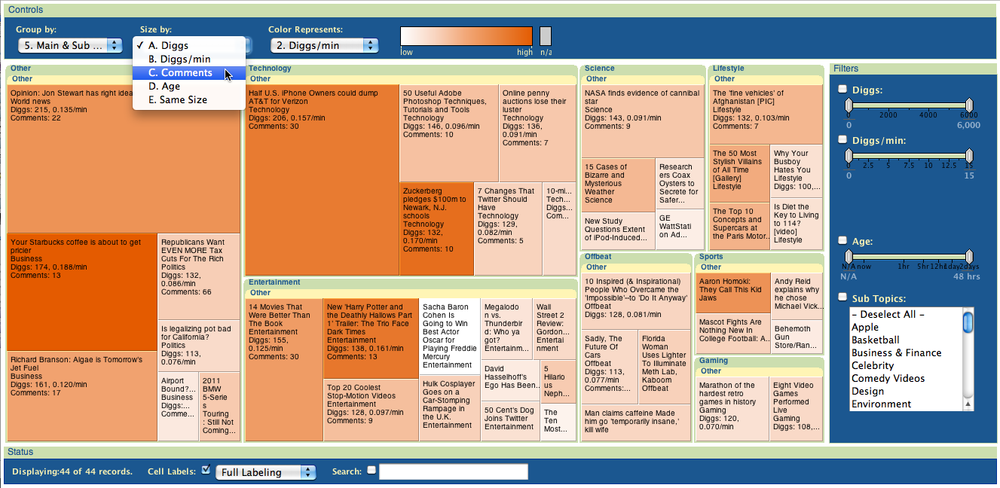 Controls
Group by:
Size by:
Color Represents:
5. Main & Sub ...
✓ A. Diggs
B. Diggs/min
C. Comments
D. Age
E. Same Size
2. Diggs/min
low
high
n/a
Other
Other
Opinion: Jon Stewart has right idea
World news
Diggs: 215, 0.135/min
Comments: 22
Your Starbucks coffee is about to get
pricier
Business
Diggs: 174, 0.188/min
Comments: 13
Richard Branson: Algae is Tomorrow's
Jet Fuel
Business
Diggs: 161, 0.120/min
Comments: 17
Republicans Want
EVEN MORE Tax
Cuts For The Rich
Politics
Diggs: 132,
0.086/min
Comments: 66
Is legalizing pot bad
for California?
Politics
Diggs: 113,
0.076/min
Airport
Bound?...
Business
Diggs:...
Comme...
2011
BMW
5-Serie
s
Touring
: Still Not
Coming...
Technology
Other
Half U.S. iPhone Owners could dump
AT&T for Verizon
Technology
Diggs: 206, 0.157/min
Comments: 30
50 Useful Adobe
Photoshop Techniques,
Tutorials and Tools
Technology
Diggs: 146, 0.096/min
Comments: 10
Online penny
auctions lose their
luster
Technology
Diggs: 136,
0.091/min
Comments: 7
Zuckerberg
pledges $100m to
Newark, N.J.
schools
Technology
Diggs: 132,
0.170/min
Comments: 10
7 Changes That
Twitter Should
Have
Technology
Diggs: 129,
0.082/min
Comments: 5
10-mi...
Tech...
Diggs...
Com...
Entertainment
Other
14 Movies That
Were Better Than
The Book
Entertainment
Diggs: 155,
0.125/min
Comments: 30
New 'Harry Potter and
the Deathly Hallows Part
1' Trailer: The Trio Face
Dark Times
Entertainment
Diggs: 138, 0.161/min
Comments: 13
Top 20 Coolest
Stop-Motion Videos
Entertainment
Diggs: 128, 0.097/min
Comments: 9
Sacha Baron
Cohen Is
Going to Win
Best Actor
Oscar for
Playing Freddie
Mercury
Entertainment
Hulk Cosplayer
Goes on a
Car-Stomping
Rampage in
the U.K.
Entertainment
Megalodo
n vs.
Thunderbir
d: Who ya
got?
Entertainm...
Wall
Street 2
Review:
Gordon...
Entertai
nment
David
Hasselhoff's
Ego Has Been..
5
Hilario
us
Neph...
50 Cent's Dog
Joins Twitter
Entertainment
The
Ten
Most...
Science
Other
NASA finds evidence of cannibal
star
Science
Diggs: 143, 0.091/min
Comments: 9
15 Cases of
Bizarre and
Mysterious
Weather
Science
Research
ers Coax
Oysters to
Secrete for
Safer...
New Study
Questions Extent
of iPod-Induced...
GE
WattStati
on Ad...
Lifestyle
Other
The 'fine vehicles' of
Afghanistan [PIC]
Lifestyle
Diggs: 132, 0.103/min
Comments: 7
The 50 Most
Stylish Villains
of All Time
[Gallery]
Lifestyle
Why Your
Busboy
Hates You
Lifestyle
Diggs: 100,...
The Top 10
Concepts and
Supercars at
the Paris Motor..
Is Diet the
Key to Living
to 114?
[video]
Lifestyle
Offbeat
Other
10 Inspired (& Inspirational)
People Who Overcame the
'Impossible'–to 'Do It Anyway'
Offbeat
Diggs: 128, 0.081/min
Sadly, The
Future Of
Cars
Offbeat
Diggs: 113,
0.077/min
Comments:...
Florida
Woman
Uses Lighter
To Illuminate
Meth Lab,
Kaboom
Offbeat
Man claims caffeine Made
him go 'temporarily insane,'
kill wife
Sports
Other
Aaron Homoki:
They Call This Kid
Jaws
Andy Reid
explains why
he chose
Michael Vick..
Mascot Fights Are
Nothing New In
College Football: A...
Behemoth
Gun
Store/Ran...
Gaming
Other
Marathon of the
hardest retro
games in history
Gaming
Diggs: 120,
0.070/min
Eight Video
Games
Performed
Live
Gaming
Diggs: 108,...
Filters
Diggs:
0 2000 4000 6000
0 6,000
Diggs/min:
0 2.5 5 7.5 10 12.5 15
0 15
Age:
N/A now 1hr 5hr 12hr 1day 2days
N/A 48 hrs
Sub Topics:
– Deselect All –
Apple
Basketball
Business & Finance
Celebrity
Comedy Videos
Design
Environment
Status
Displaying:44 of 44 records.
Cell Labels:
Full Labeling
Search: